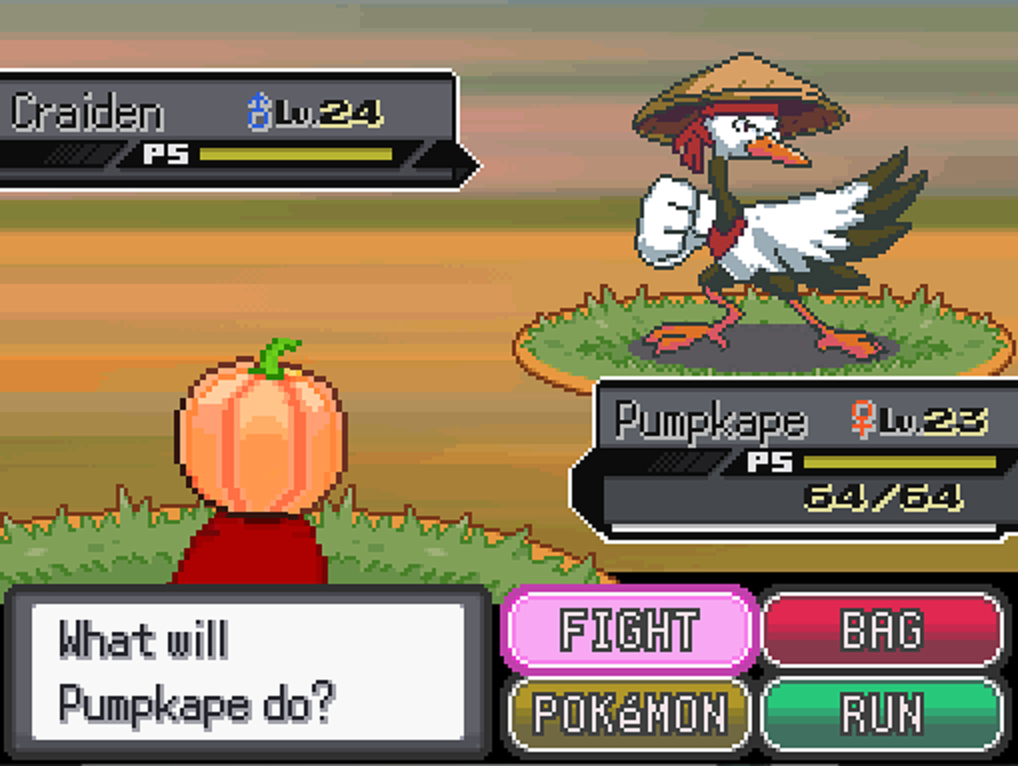 Craiden ♂Lv.24
PS
Pumpkape ♀Lv.23
PS
64/64
What will
Pumpkape do?
FIGHT
BAG
POKéMON
RUN